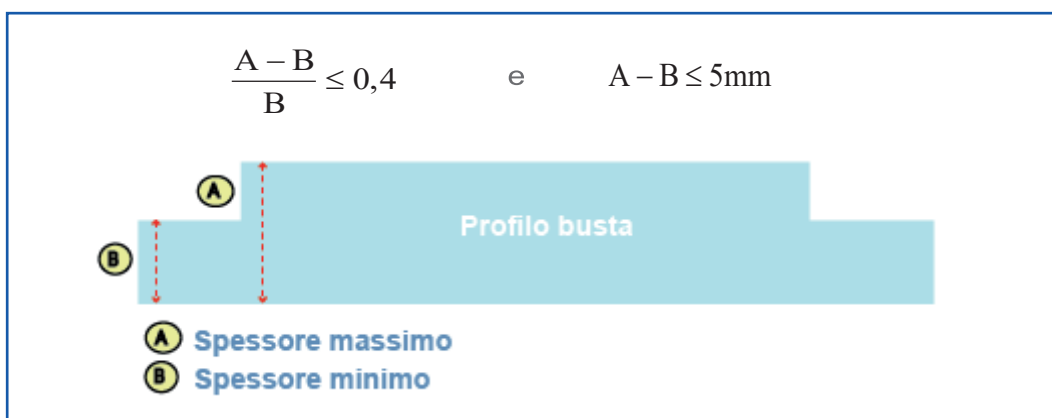 A – B / B ≤ 0,4 e A – B ≤ 5mm
A
Profilo busta
B
A Spessore massimo
B Spessore minimo